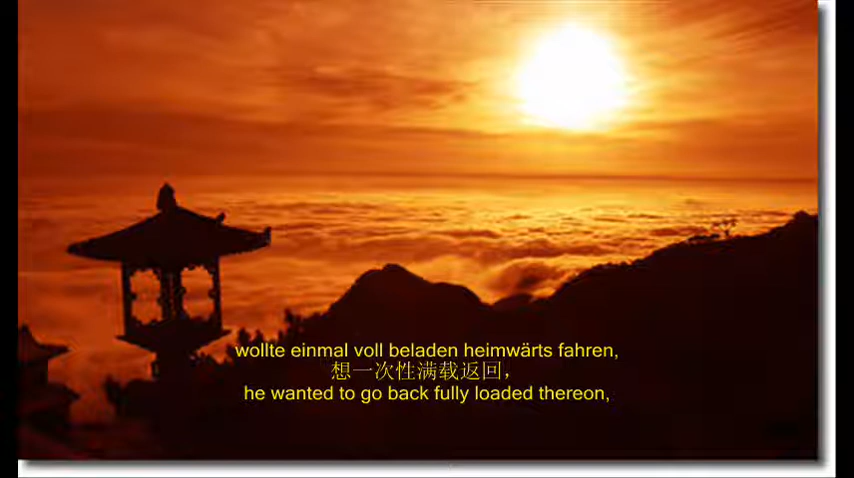 wollte einmal voll beladen heimwärts fahren,
想一次性满载返回，
he wanted to go back fully loaded thereon,